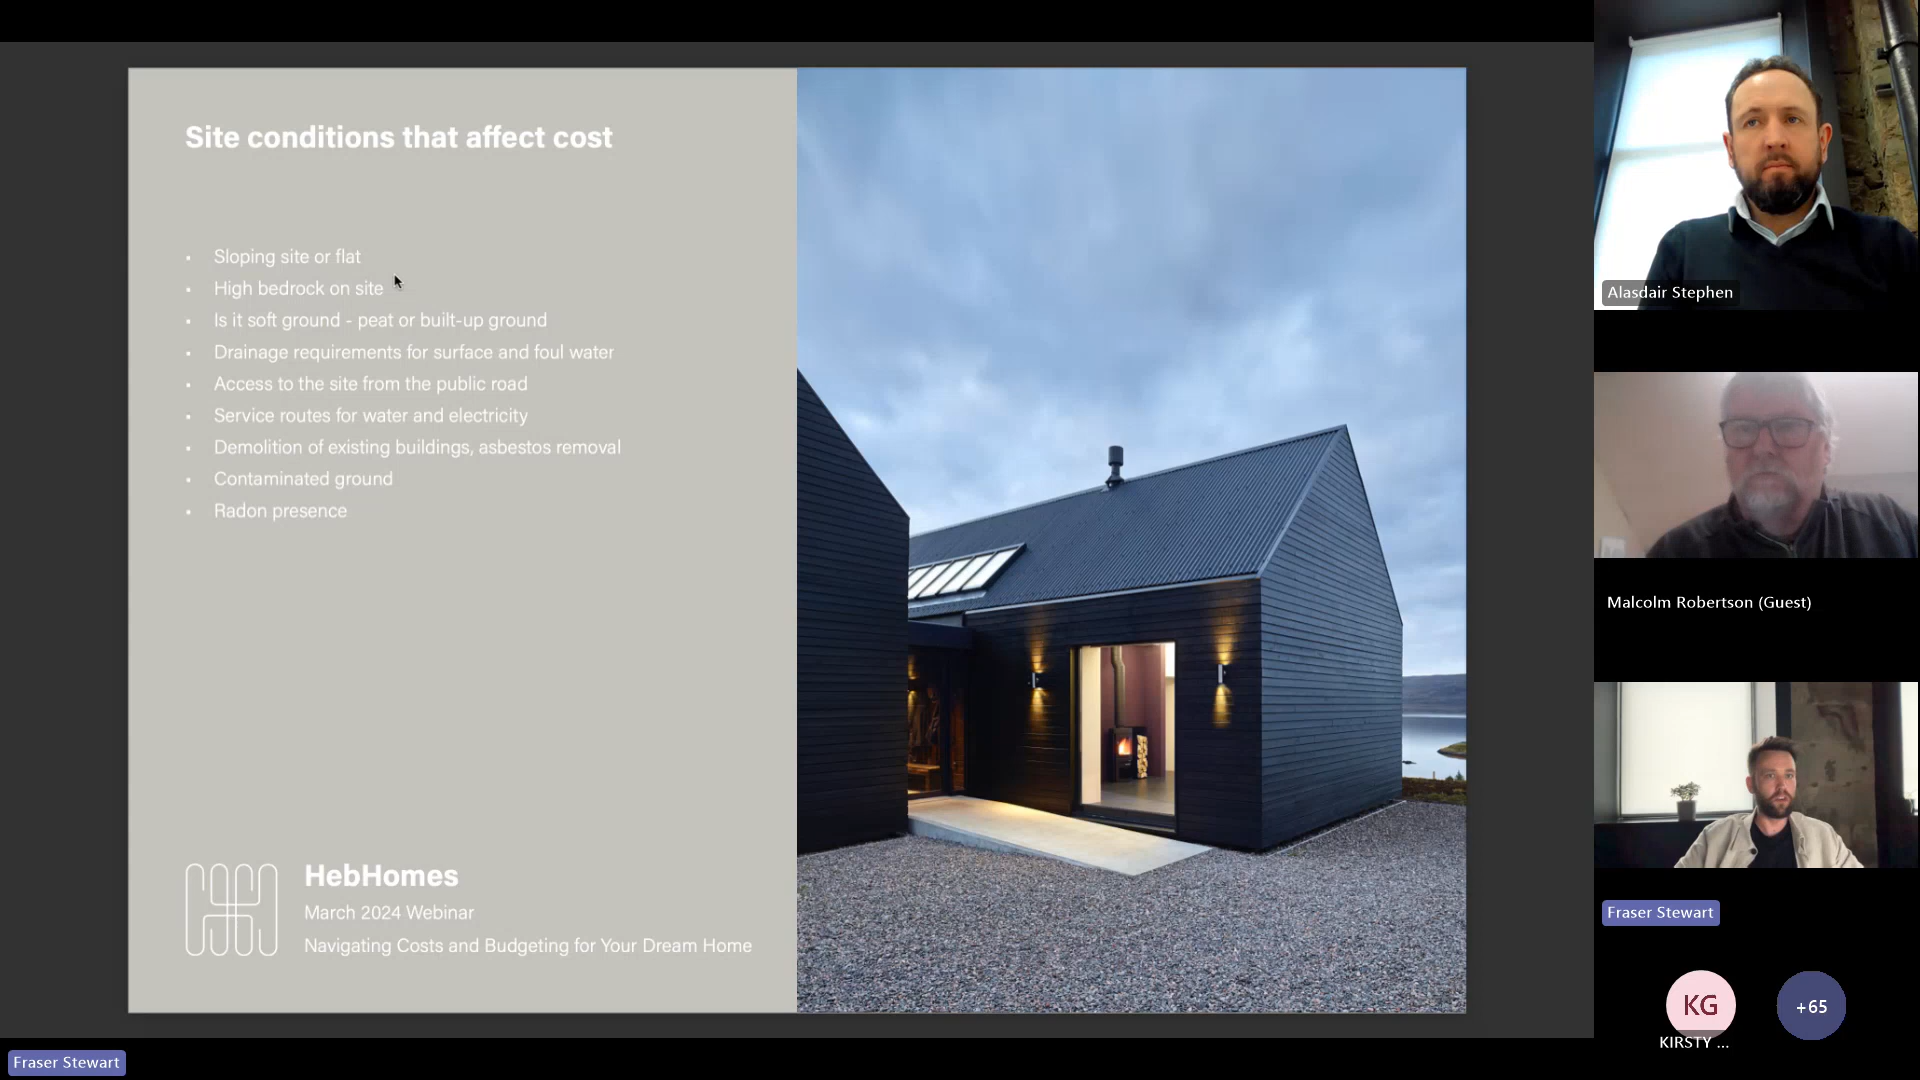 Site conditions that affect cost
Sloping site or flat
High bedrock on site
Is it soft ground - peat or built-up ground
Drainage requirements for surface and foul water
Access to the site from the public road
Service routes for water and electricity
Demolition of existing buildings, asbestos removal
Contaminated ground
Radon presence
HebHomes
March 2024 Webinar
Navigating Costs and Budgeting for Your Dream Home
Fraser Stewart
Alasdair Stephen
Malcolm Robertson (Guest)
Fraser Stewart
KG
KIRSTY ...
+65